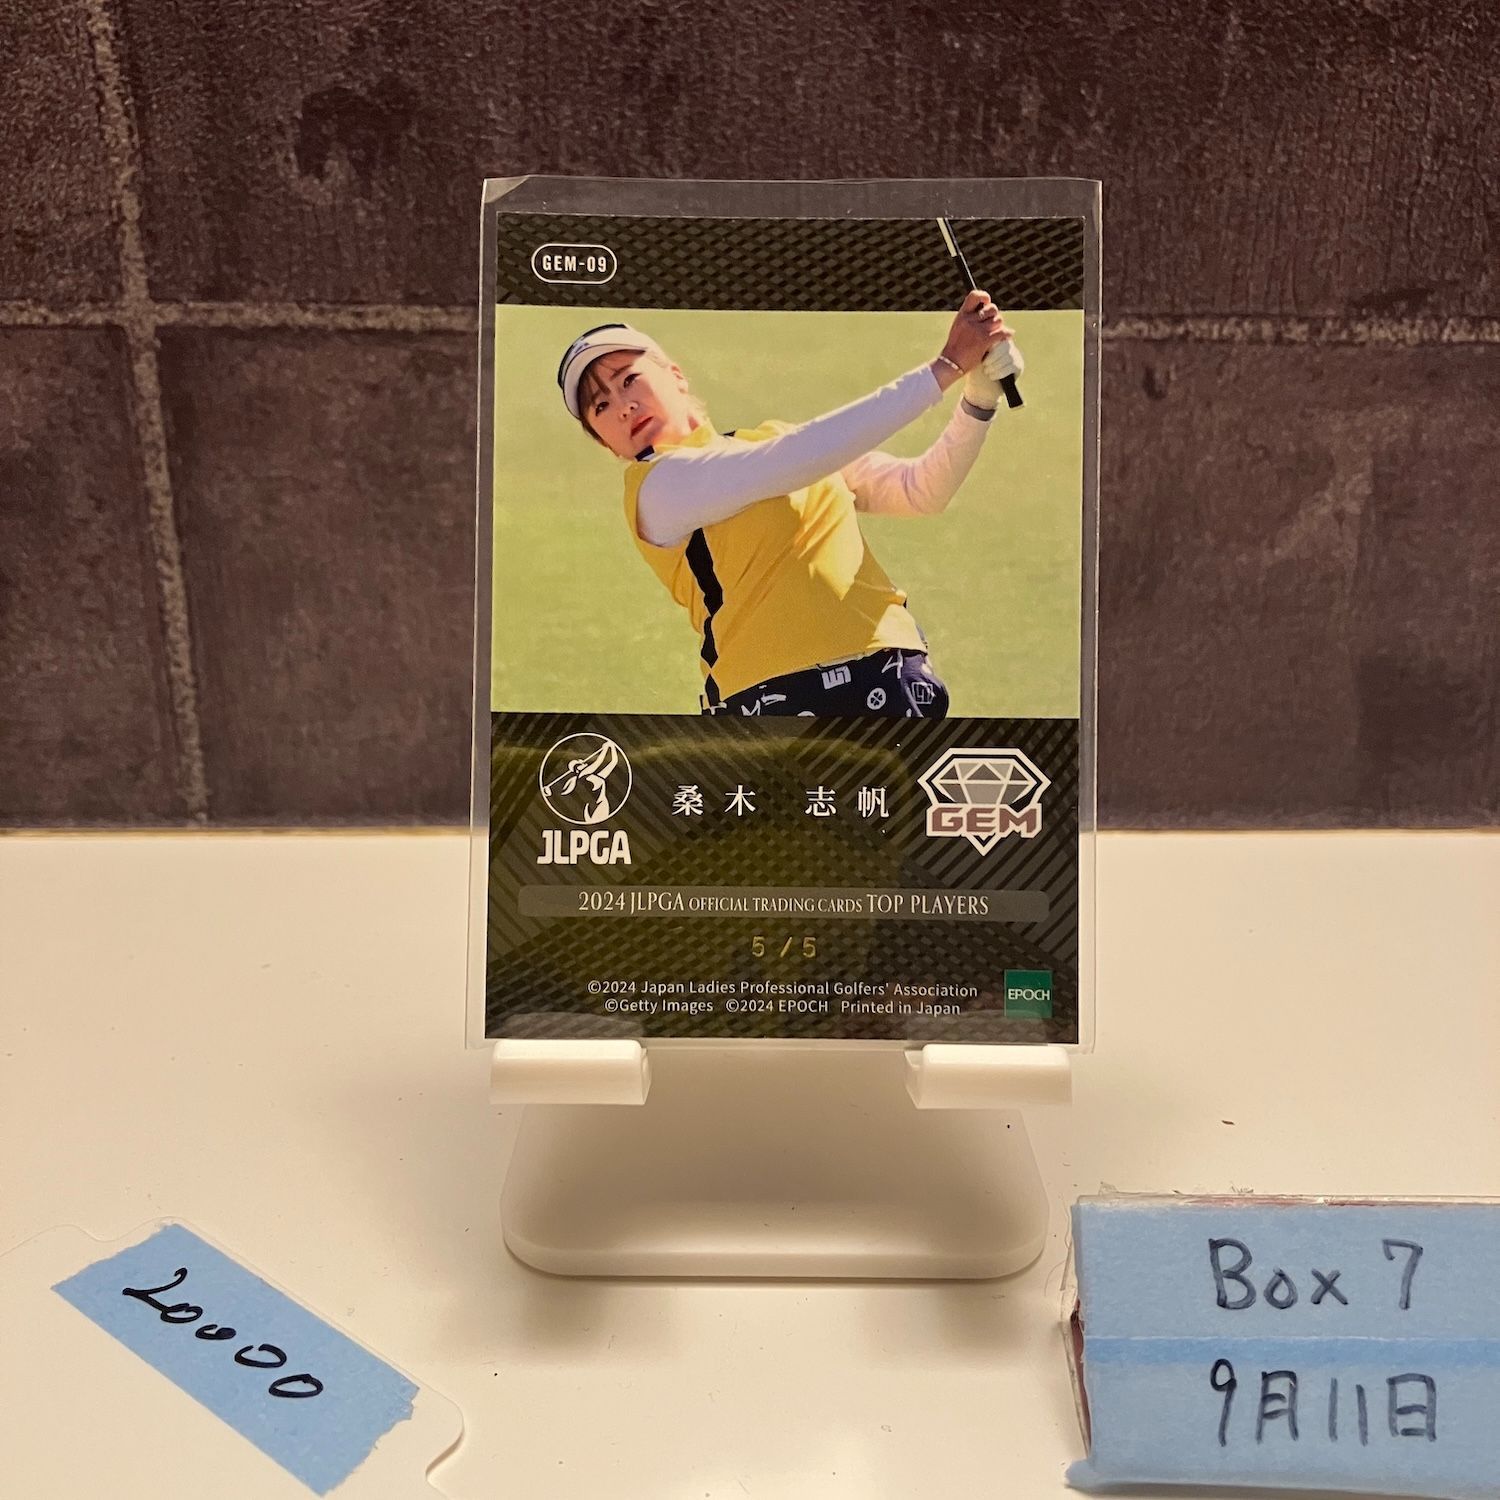 GEM-09
JLPGA
桑木 志帆
GEM
2024 JLPGA OFFICIAL TRADING CARDS TOP PLAYERS
5 / 5
©2024 Japan Ladies Professional Golfers' Association
©Getty Images ©2024 EPOCH Printed in Japan
EPOCH
20000
Box 7
9月11日